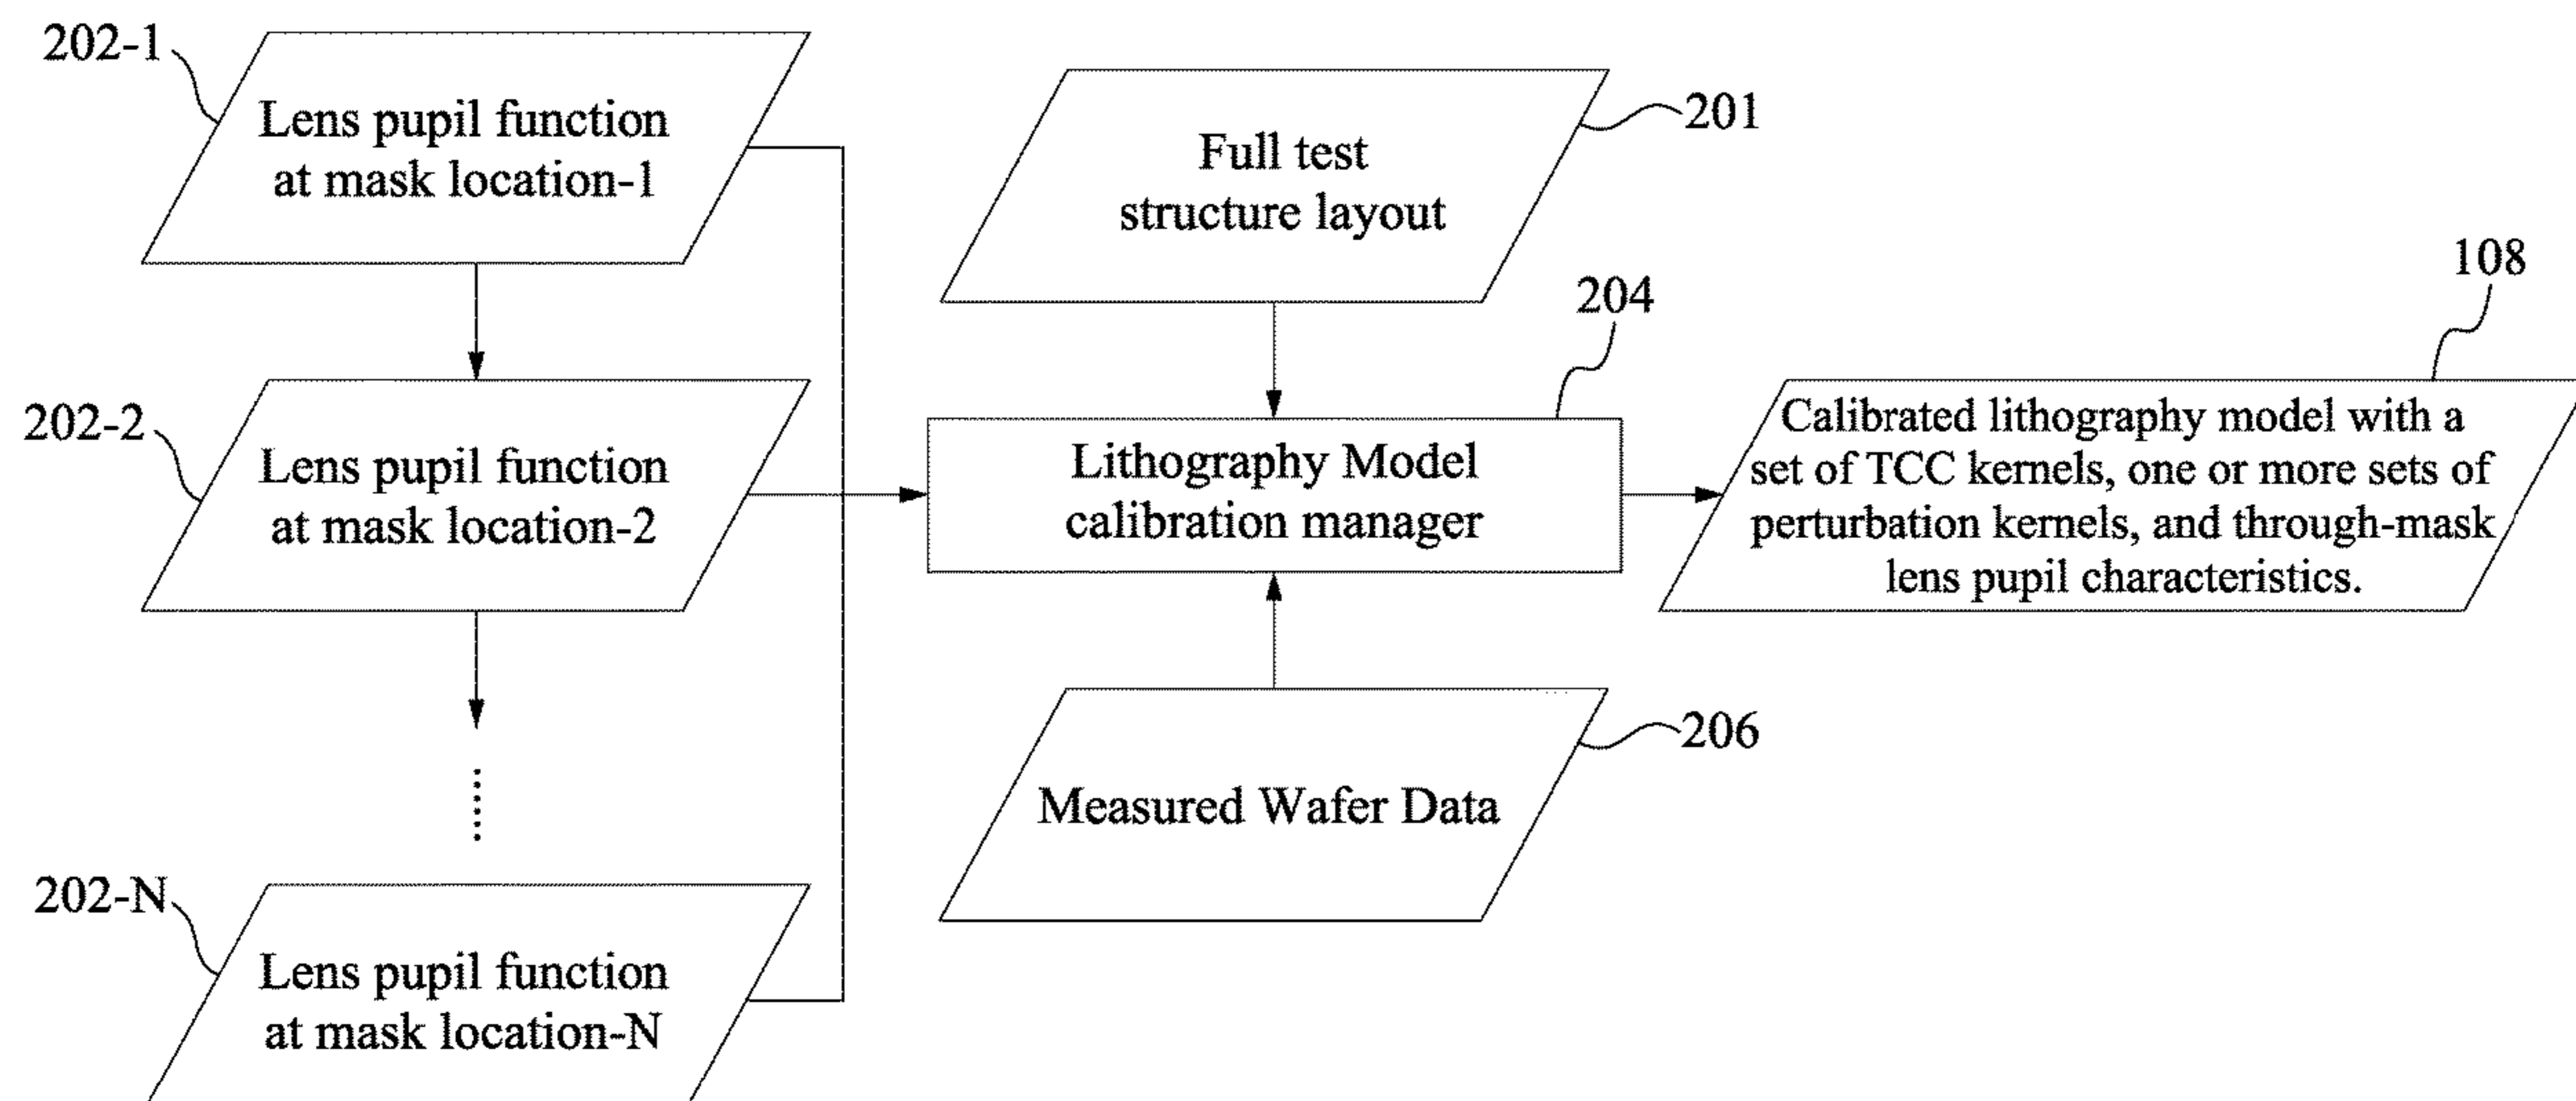 202-1
Lens pupil function
at mask location-1
202-2
Lens pupil function
at mask location-2
202-N
Lens pupil function
at mask location-N
201
Full test
structure layout
204
Lithography Model
calibration manager
206
Measured Wafer Data
108
Calibrated lithography model with a
set of TCC kernels, one or more sets of
perturbation kernels, and through-mask
lens pupil characteristics.